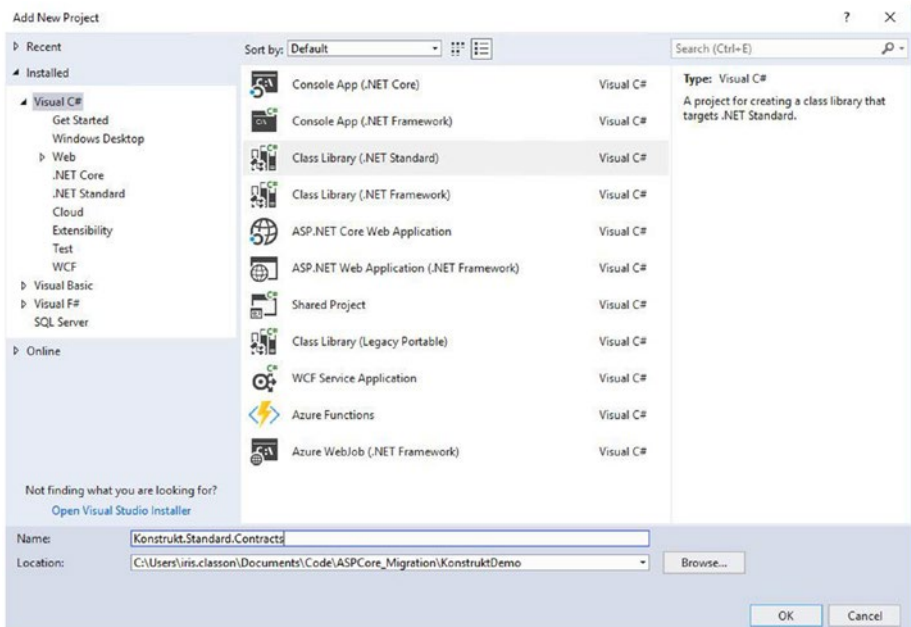 Add New Project
? X
Recent
Installed
Visual C#
Get Started
Windows Desktop
Web
.NET Core
.NET Standard
Cloud
Extensibility
Test
WCF
Visual Basic
Visual F#
SQL Server
Online
Not finding what you are looking for?
Open Visual Studio Installer
Sort by: Default
Console App (.NET Core) Visual C#
Console App (.NET Framework) Visual C#
Class Library (.NET Standard) Visual C#
Class Library (.NET Framework) Visual C#
ASP.NET Core Web Application Visual C#
ASP.NET Web Application (.NET Framework) Visual C#
Shared Project Visual C#
Class Library (Legacy Portable) Visual C#
WCF Service Application Visual C#
Azure Functions Visual C#
Azure WebJob (.NET Framework) Visual C#
Search (Ctrl+E)
Type: Visual C#
A project for creating a class library that
targets .NET Standard.
Name: Konstrukt.Standard.Contracts
Location: C:\Users\iris.classon\Documents\Code\ASPCore_Migration\KonstruktDemo
Browse...
OK Cancel